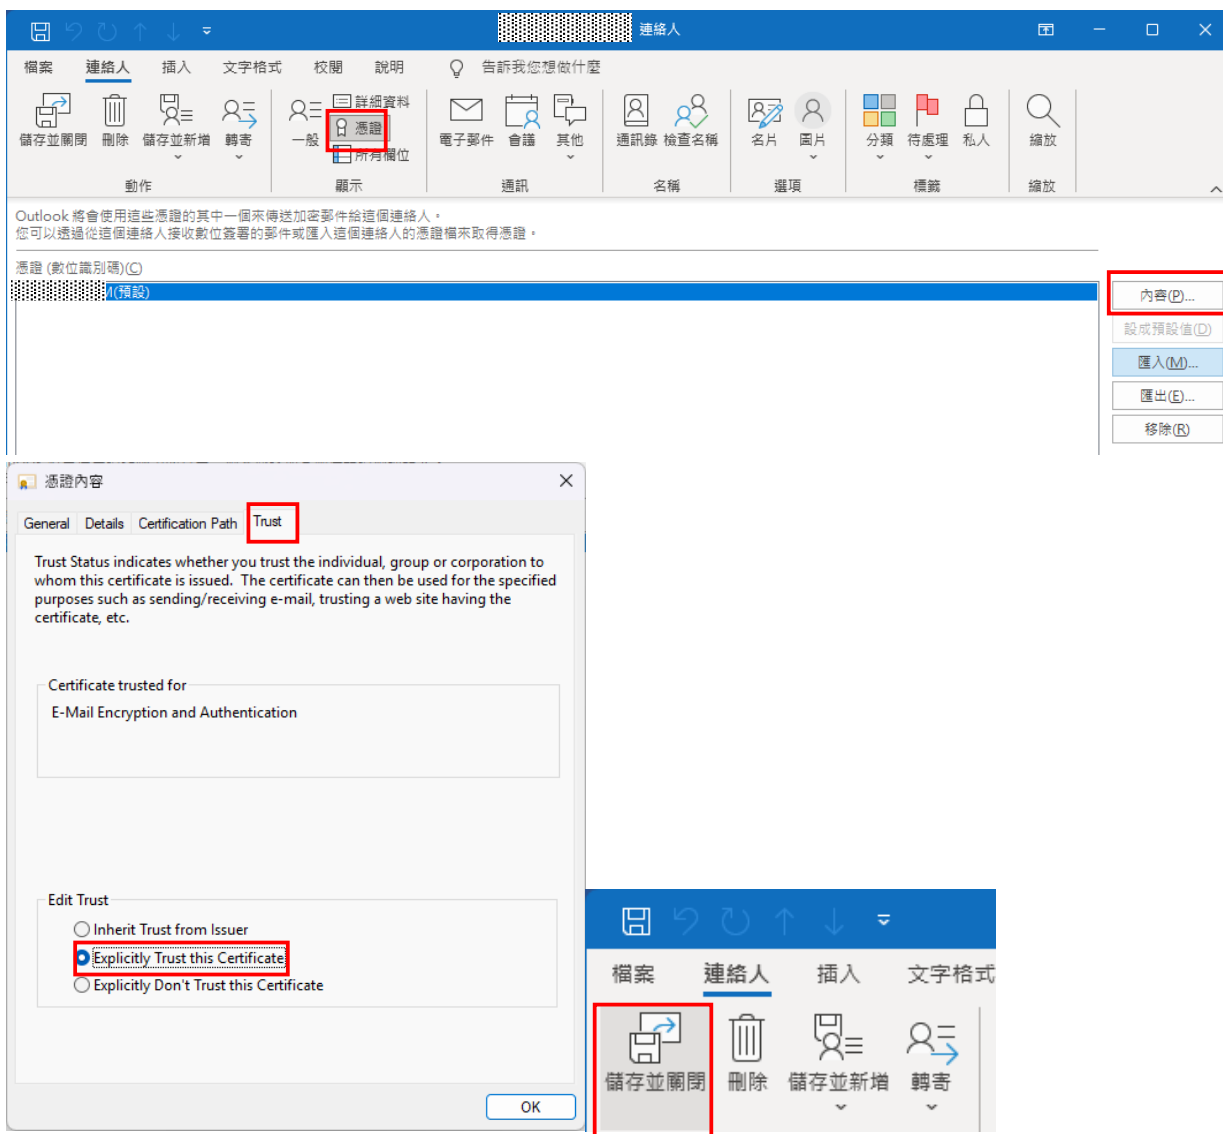 連絡人
檔案 連絡人 插入 文字格式 校閱 說明 告訴我您想做什麼
儲存並關閉 刪除 儲存並新增 轉寄 一般 詳細資料 憑證 所有欄位 電子郵件 會議 其他 通訊錄 檢查名稱 名片 圖片 分類 待處理 私人 縮放
動作 顯示 通訊 名稱 選項 標籤 縮放
Outlook 將會使用這些憑證的其中一個來傳送加密郵件給這個連絡人。
您可以透過從這個連絡人接收數位簽署的郵件或匯入這個連絡人的憑證檔來取得憑證。
憑證 (數位識別碼)(C)
(預設)
內容(P)...
設成預設值(D)
匯入(M)...
匯出(E)...
移除(R)
憑證內容
General Details Certification Path Trust
Trust Status indicates whether you trust the individual, group or corporation to
whom this certificate is issued. The certificate can then be used for the specified
purposes such as sending/receiving e-mail, trusting a web site having the
certificate, etc.
Certificate trusted for
E-Mail Encryption and Authentication
Edit Trust
Inherit Trust from Issuer
Explicitly Trust this Certificate
Explicitly Don't Trust this Certificate
OK
檔案 連絡人 插入 文字格式
儲存並關閉 刪除 儲存並新增 轉寄